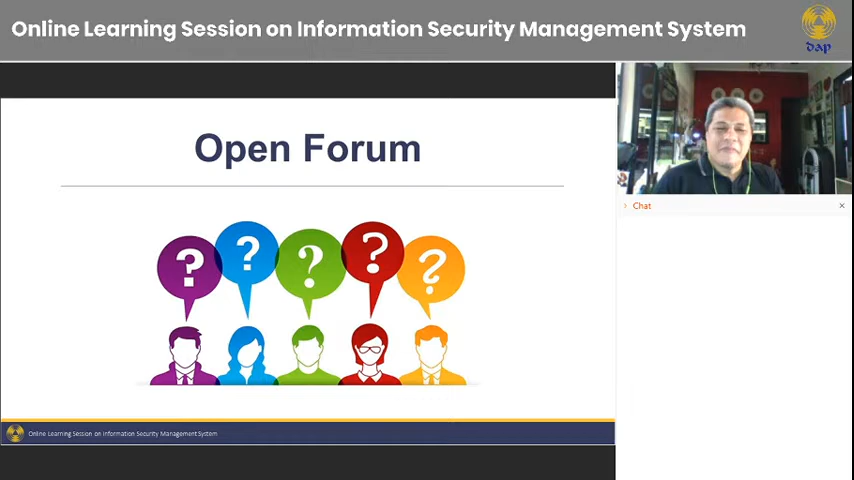 Online Learning Session on Information Security Management System
dap
Open Forum
? ? ? ? ?
Chat
Online Learning Session on Information Security Management System